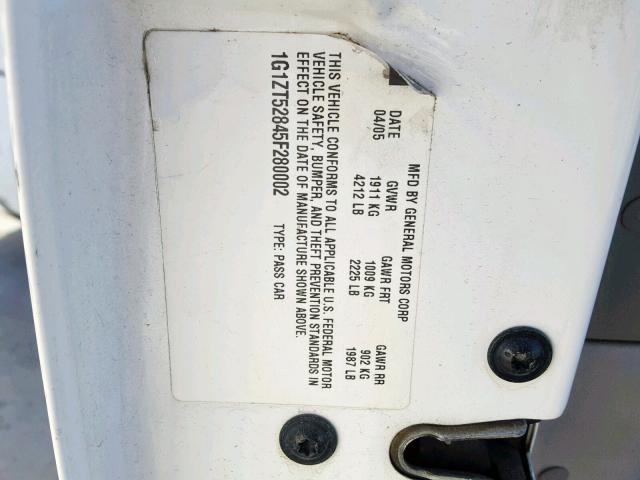 MFD BY GENERAL MOTORS CORP
DATE GVWR GAWR FRT GAWR RR
04/05 1911 KG 1009 KG 902 KG
4212 LB 2225 LB 1987 LB
THIS VEHICLE CONFORMS TO ALL APPLICABLE U.S. FEDERAL MOTOR
VEHICLE SAFETY, BUMPER, AND THEFT PREVENTION STANDARDS IN
EFFECT ON THE DATE OF MANUFACTURE SHOWN ABOVE.
1G1ZT52845F280002 TYPE: PASS CAR